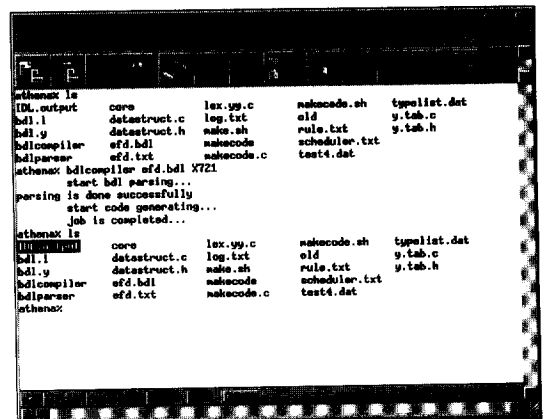 athena% ls
IDL.output core lex.yy.c makecode.sh typelist.dat
bdl.l datastruct.c log.txt old y.tab.c
bdl.y datastruct.h make.sh rule.txt y.tab.h
bdlcompiler efd.bdl makecode scheduler.txt
bdlparser efd.txt makecode.c test4.dat
athena% bdlcompiler efd.bdl X721
start bdl parsing...
parsing is done successfully
start code generating...
job is completed...
athena% ls
IDL.output core lex.yy.c makecode.sh typelist.dat
bdl.l datastruct.c log.txt old y.tab.c
bdl.y datastruct.h make.sh rule.txt y.tab.h
bdlcompiler efd.bdl makecode scheduler.txt
bdlparser efd.txt makecode.c test4.dat
athena%